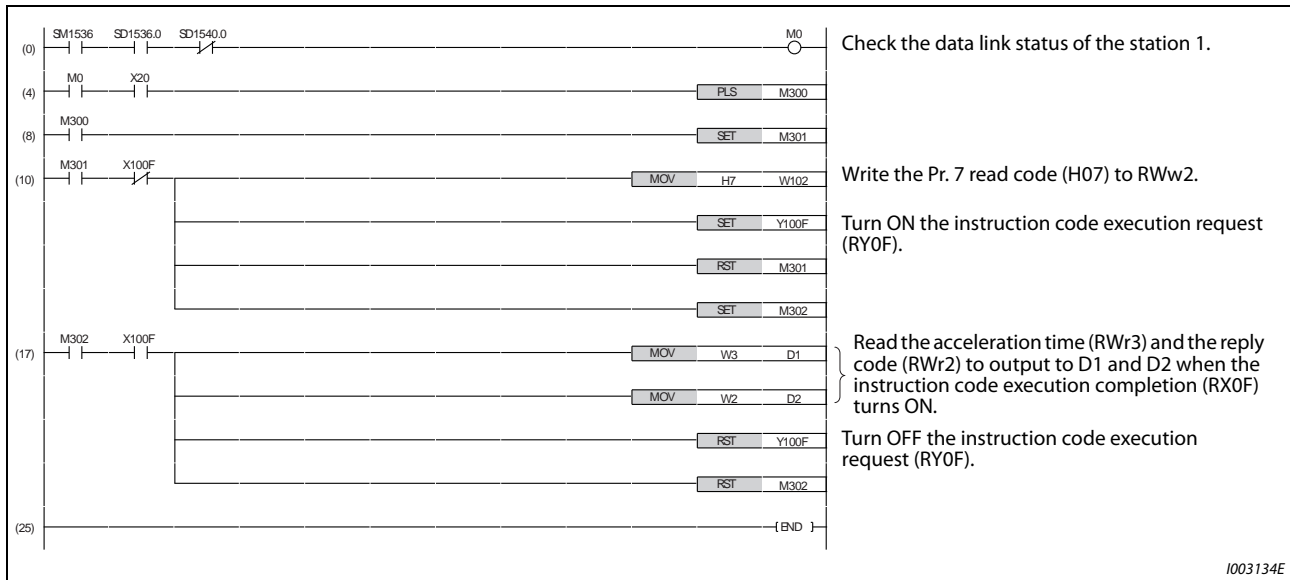 SM1536 SD1536.0 SD1540.0 M0
(0)
Check the data link status of the station 1.
M0 X20
(4) PLS M300
M300
(8) SET M301
M301 X100F
(10) MOV H7 W102
Write the Pr. 7 read code (H07) to RWw2.
SET Y100F
Turn ON the instruction code execution request
(RY0F).
RST M301
SET M302
M302 X100F
(17) MOV W3 D1
MOV W2 D2
Read the acceleration time (RWr3) and the reply
code (RWr2) to output to D1 and D2 when the
instruction code execution completion (RX0F)
turns ON.
RST Y100F
Turn OFF the instruction code execution
request (RY0F).
RST M302
(25) END
I003134E